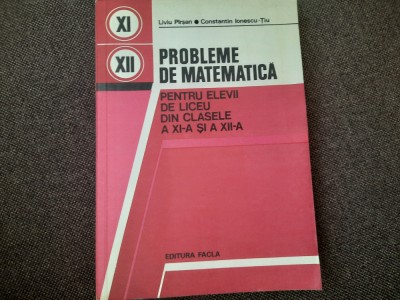 XI
XII
Liviu Pîrșan ● Constantin Ionescu-Țiu
PROBLEME
DE MATEMATICA
PENTRU ELEVII
DE LICEU
DIN CLASELE
A XI-A ȘI A XII-A
EDITURA FACLA